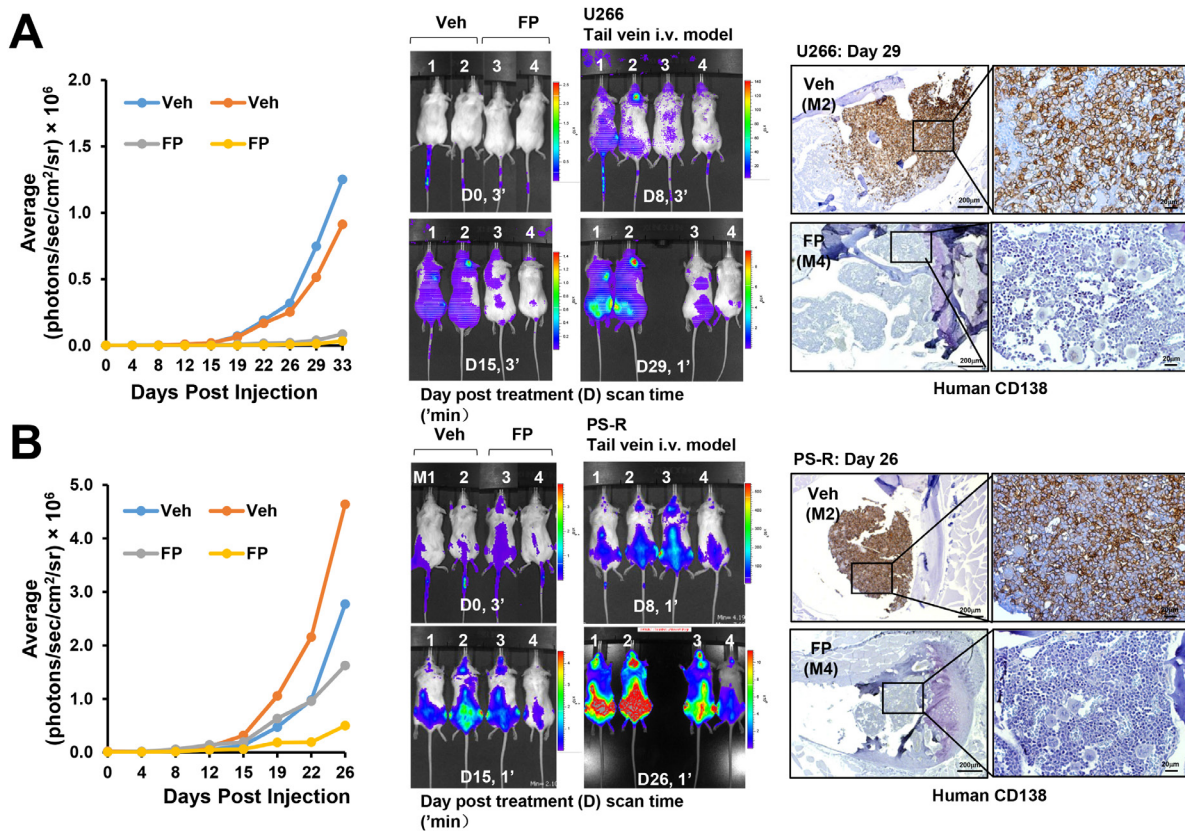 A
Average
(photons/sec/cm²/sr) × 10⁶
2.0
1.5
1.0
0.5
0.0
Veh
Veh
FP
FP
0 4 8 12 15 19 22 26 29 33
Days Post Injection
Veh
FP
U266
Tail vein i.v. model
1 2 3 4
D0, 3’
1 2 3 4
D8, 3’
1 2 3 4
D15, 3’
1 2 3 4
D29, 1’
Day post treatment (D) scan time
(’min）
U266: Day 29
Veh
(M2)
200μm
20μm
FP
(M4)
200μm
20μm
Human CD138
B
Average
(photons/sec/cm²/sr) × 10⁶
5.0
4.0
3.0
2.0
1.0
0.0
Veh
Veh
FP
FP
0 4 8 12 15 19 22 26
Days Post Injection
Veh
FP
PS-R
Tail vein i.v. model
M1 2 3 4
D0, 3’
1 2 3 4
D8, 1’
1 2 3 4
D15, 1’
1 2 3 4
D26, 1’
Day post treatment (D) scan time
(’min)
PS-R: Day 26
Veh
(M2)
200μm
20μm
FP
(M4)
200μm
20μm
Human CD138